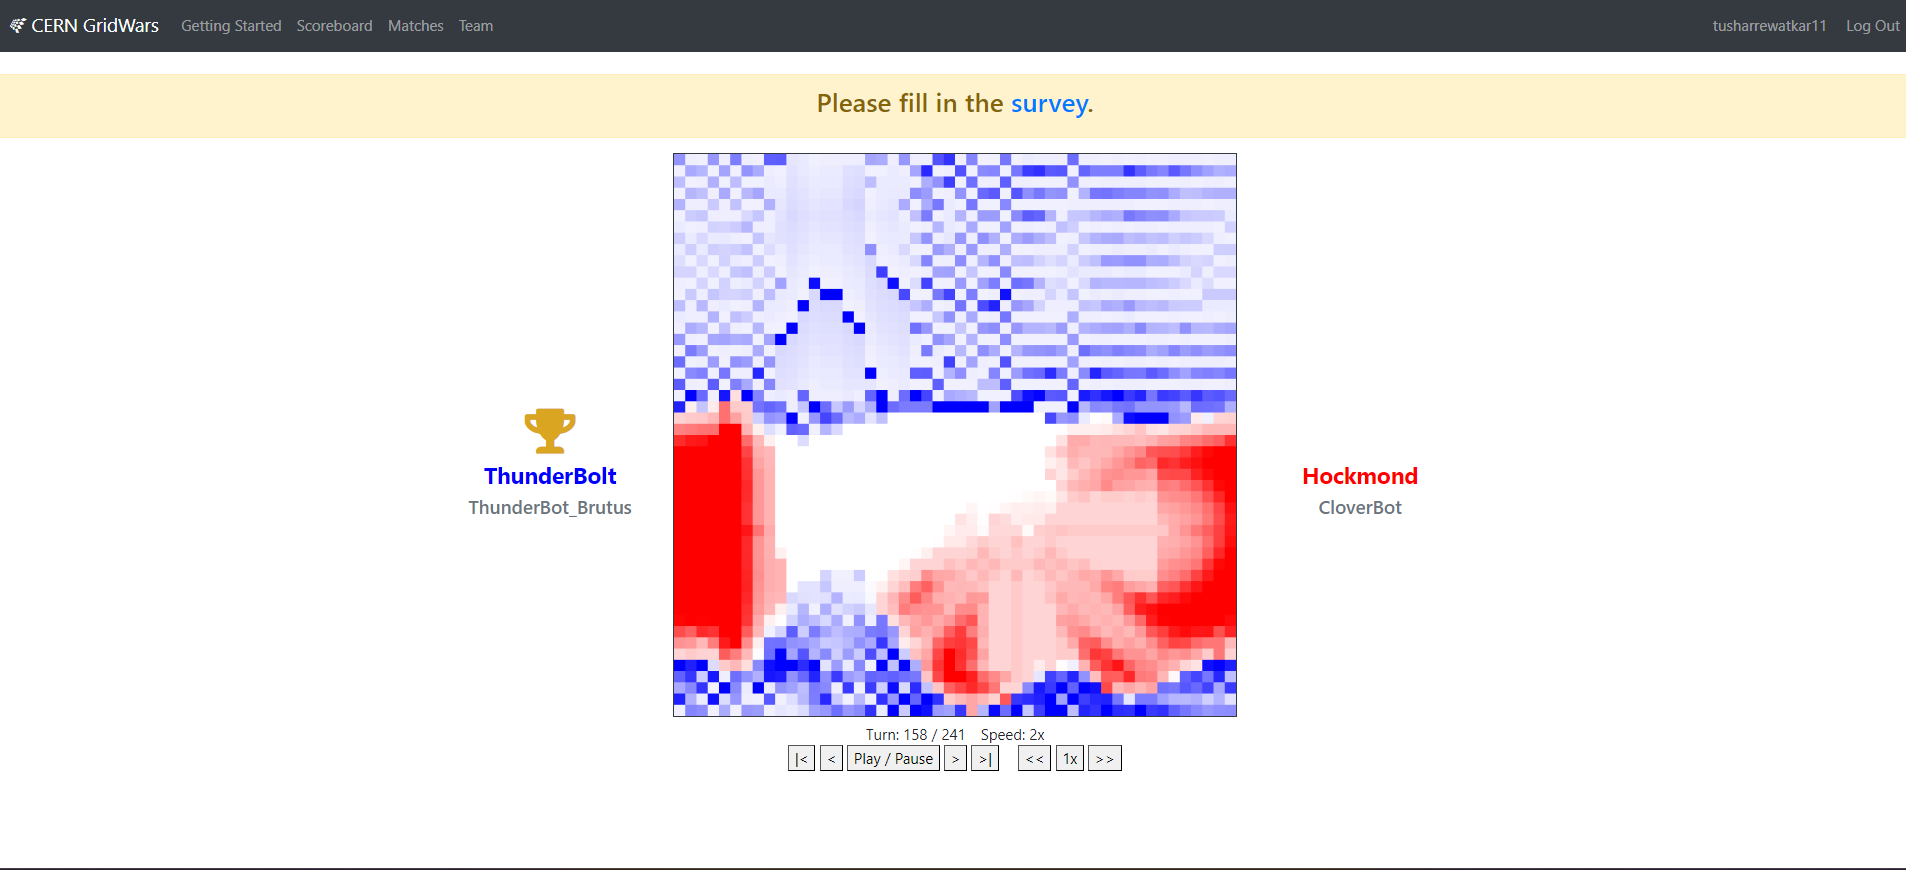 CERN GridWars Getting Started Scoreboard Matches Team tusharrewatkar11 Log Out
Please fill in the survey.
ThunderBolt
ThunderBot_Brutus
Hockmond
CloverBot
Turn: 158 / 241 Speed: 2x
|< < Play / Pause > >| << 1x >>